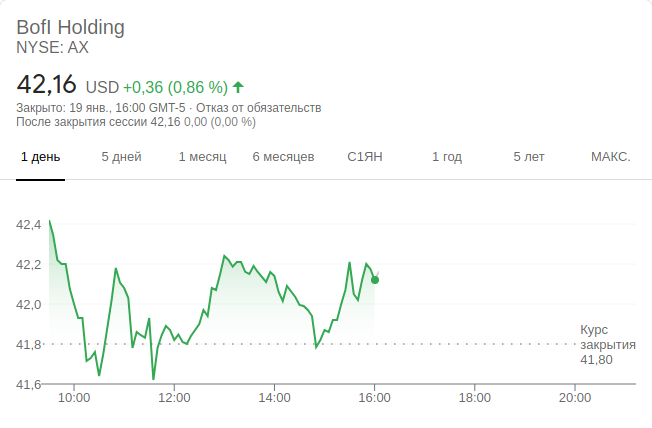 BofI Holding
NYSE: AX
42,16 USD +0,36 (0,86 %)
Закрыто: 19 янв., 16:00 GMT-5 · Отказ от обязательств
После закрытия сессии 42,16 0,00 (0,00 %)
1 день 5 дней 1 месяц 6 месяцев С1ЯН 1 год 5 лет МАКС.
42,4
42,2
42,0
41,8
41,6
Курс
закрытия
41,80
10:00 12:00 14:00 16:00 18:00 20:00